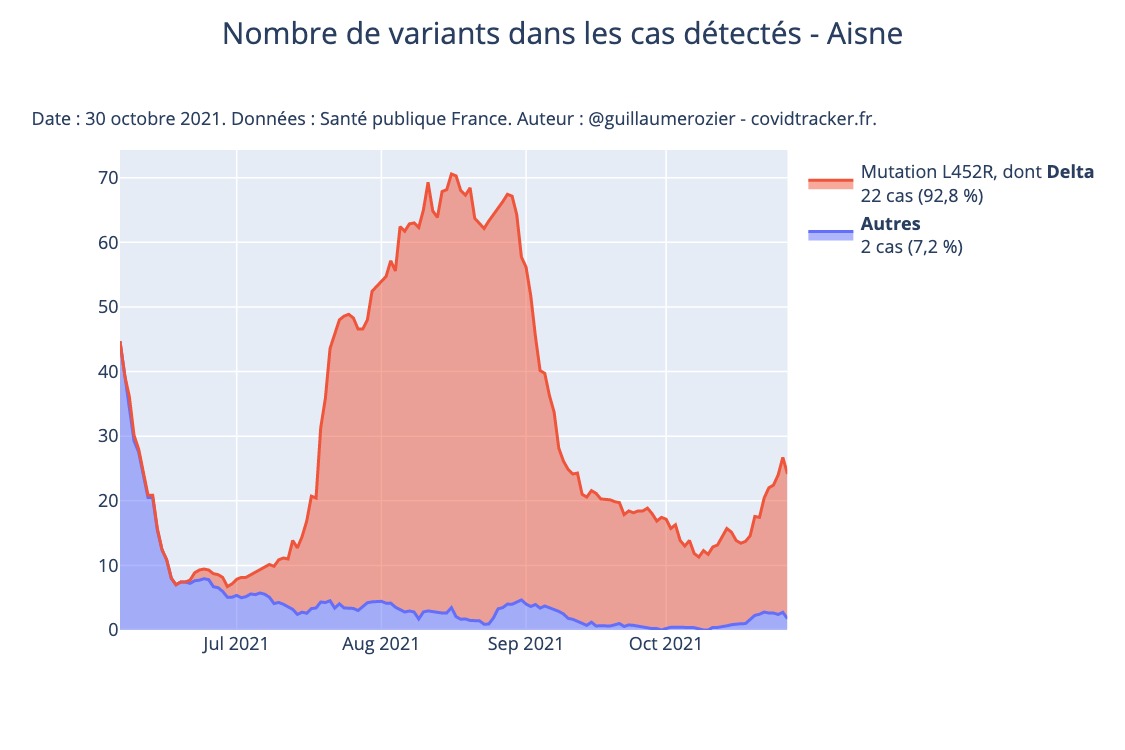 Nombre de variants dans les cas détectés - Aisne
Date : 30 octobre 2021. Données : Santé publique France. Auteur : @guillaumerozier - covidtracker.fr.
Mutation L452R, dont Delta
22 cas (92,8 %)
Autres
2 cas (7,2 %)
70
60
50
40
30
20
10
0
Jul 2021 Aug 2021 Sep 2021 Oct 2021